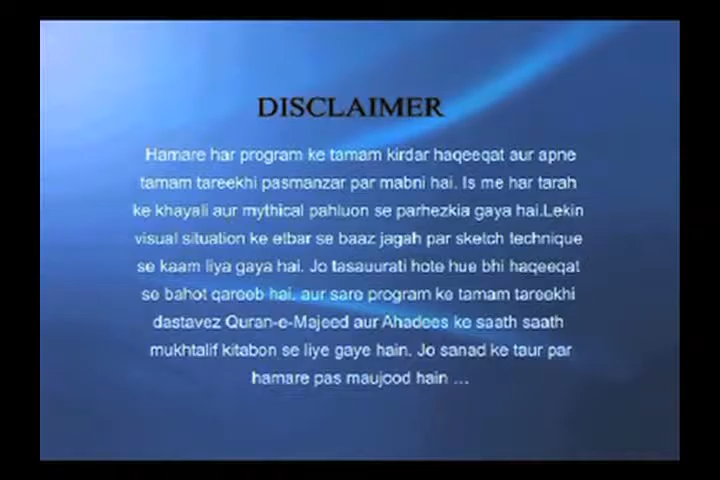 DISCLAIMER
Hamare har program ke tamam kirdar haqeeqat aur apne
tamam tareekhi pasmanzar par mabni hai. Is me har tarah
ke khayali aur mythical pahluon se parhezkia gaya hai.Lekin
visual situation ke etbar se baaz jagah par sketch technique
se kaam liya gaya hai. Jo tasauurati hote hue bhi haqeeqat
se bahot qareeb hai. aur sare program ke tamam tareekhi
dastavez Quran-e-Majeed aur Ahadees ke saath saath
mukhtalif kitabon se liye gaye hain. Jo sanad ke taur par
hamare pas maujood hain ...